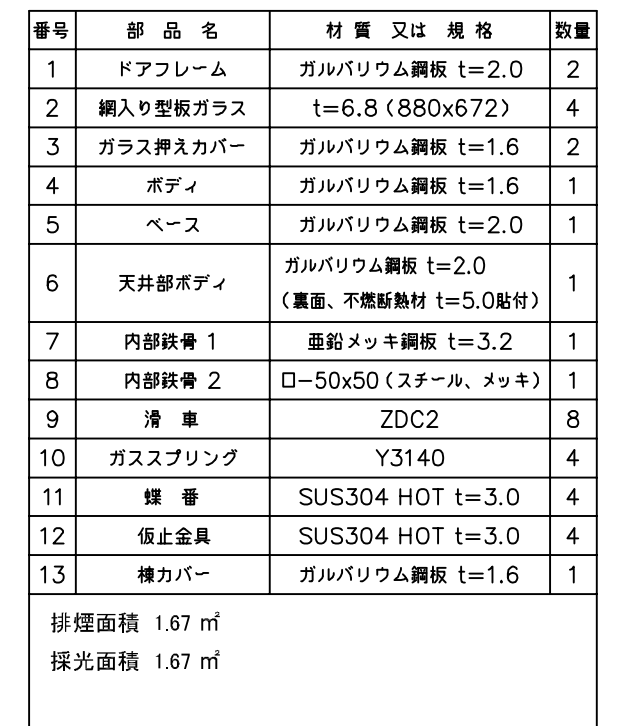 番号 部品名 材質又は規格 数量
1 ドアフレーム ガルバリウム鋼板 t=2.0 2
2 網入り型板ガラス t=6.8(880x672) 4
3 ガラス押えカバー ガルバリウム鋼板 t=1.6 2
4 ボディ ガルバリウム鋼板 t=1.6 1
5 ベース ガルバリウム鋼板 t=2.0 1
6 天井部ボディ ガルバリウム鋼板 t=2.0 1
(裏面、不燃断熱材 t=5.0貼付)
7 内部鉄骨 1 亜鉛メッキ鋼板 t=3.2 1
8 内部鉄骨 2 ロ−50x50(スチール、メッキ) 1
9 滑車 ZDC2 8
10 ガススプリング Y3140 4
11 蝶番 SUS304 HOT t=3.0 4
12 仮止金具 SUS304 HOT t=3.0 4
13 棟カバー ガルバリウム鋼板 t=1.6 1
排煙面積 1.67 ㎡
採光面積 1.67 ㎡